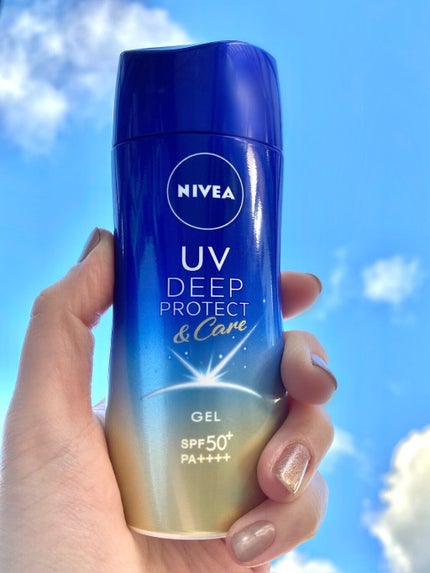 NIVEA
UV
DEEP
PROTECT
& Care
GEL
SPF50+
PA++++